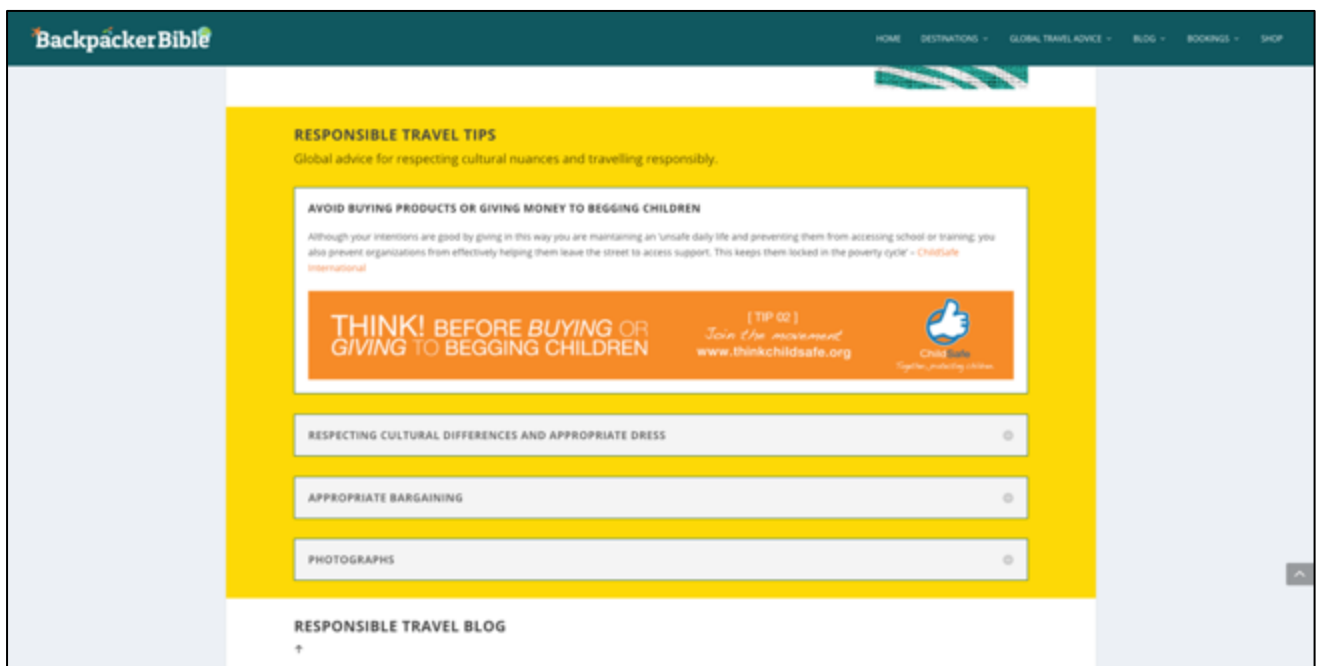 BackpackerBible
HOME DESTINATIONS GLOBAL TRAVEL ADVICE BLOG BOOKINGS SHOP
RESPONSIBLE TRAVEL TIPS
Global advice for respecting cultural nuances and travelling responsibly.
AVOID BUYING PRODUCTS OR GIVING MONEY TO BEGGING CHILDREN
Although your intentions are good by giving in this way you are maintaining an 'unsafe daily life and preventing them from accessing school or training; you
also prevent organizations from effectively helping them leave the street to access support. This keeps them locked in the poverty cycle' – ChildSafe
International
THINK! BEFORE BUYING OR
GIVING TO BEGGING CHILDREN
[ TIP 02 ]
Join the movement
www.thinkchildsafe.org
ChildSafe
Together, protecting children
RESPECTING CULTURAL DIFFERENCES AND APPROPRIATE DRESS
APPROPRIATE BARGAINING
PHOTOGRAPHS
RESPONSIBLE TRAVEL BLOG